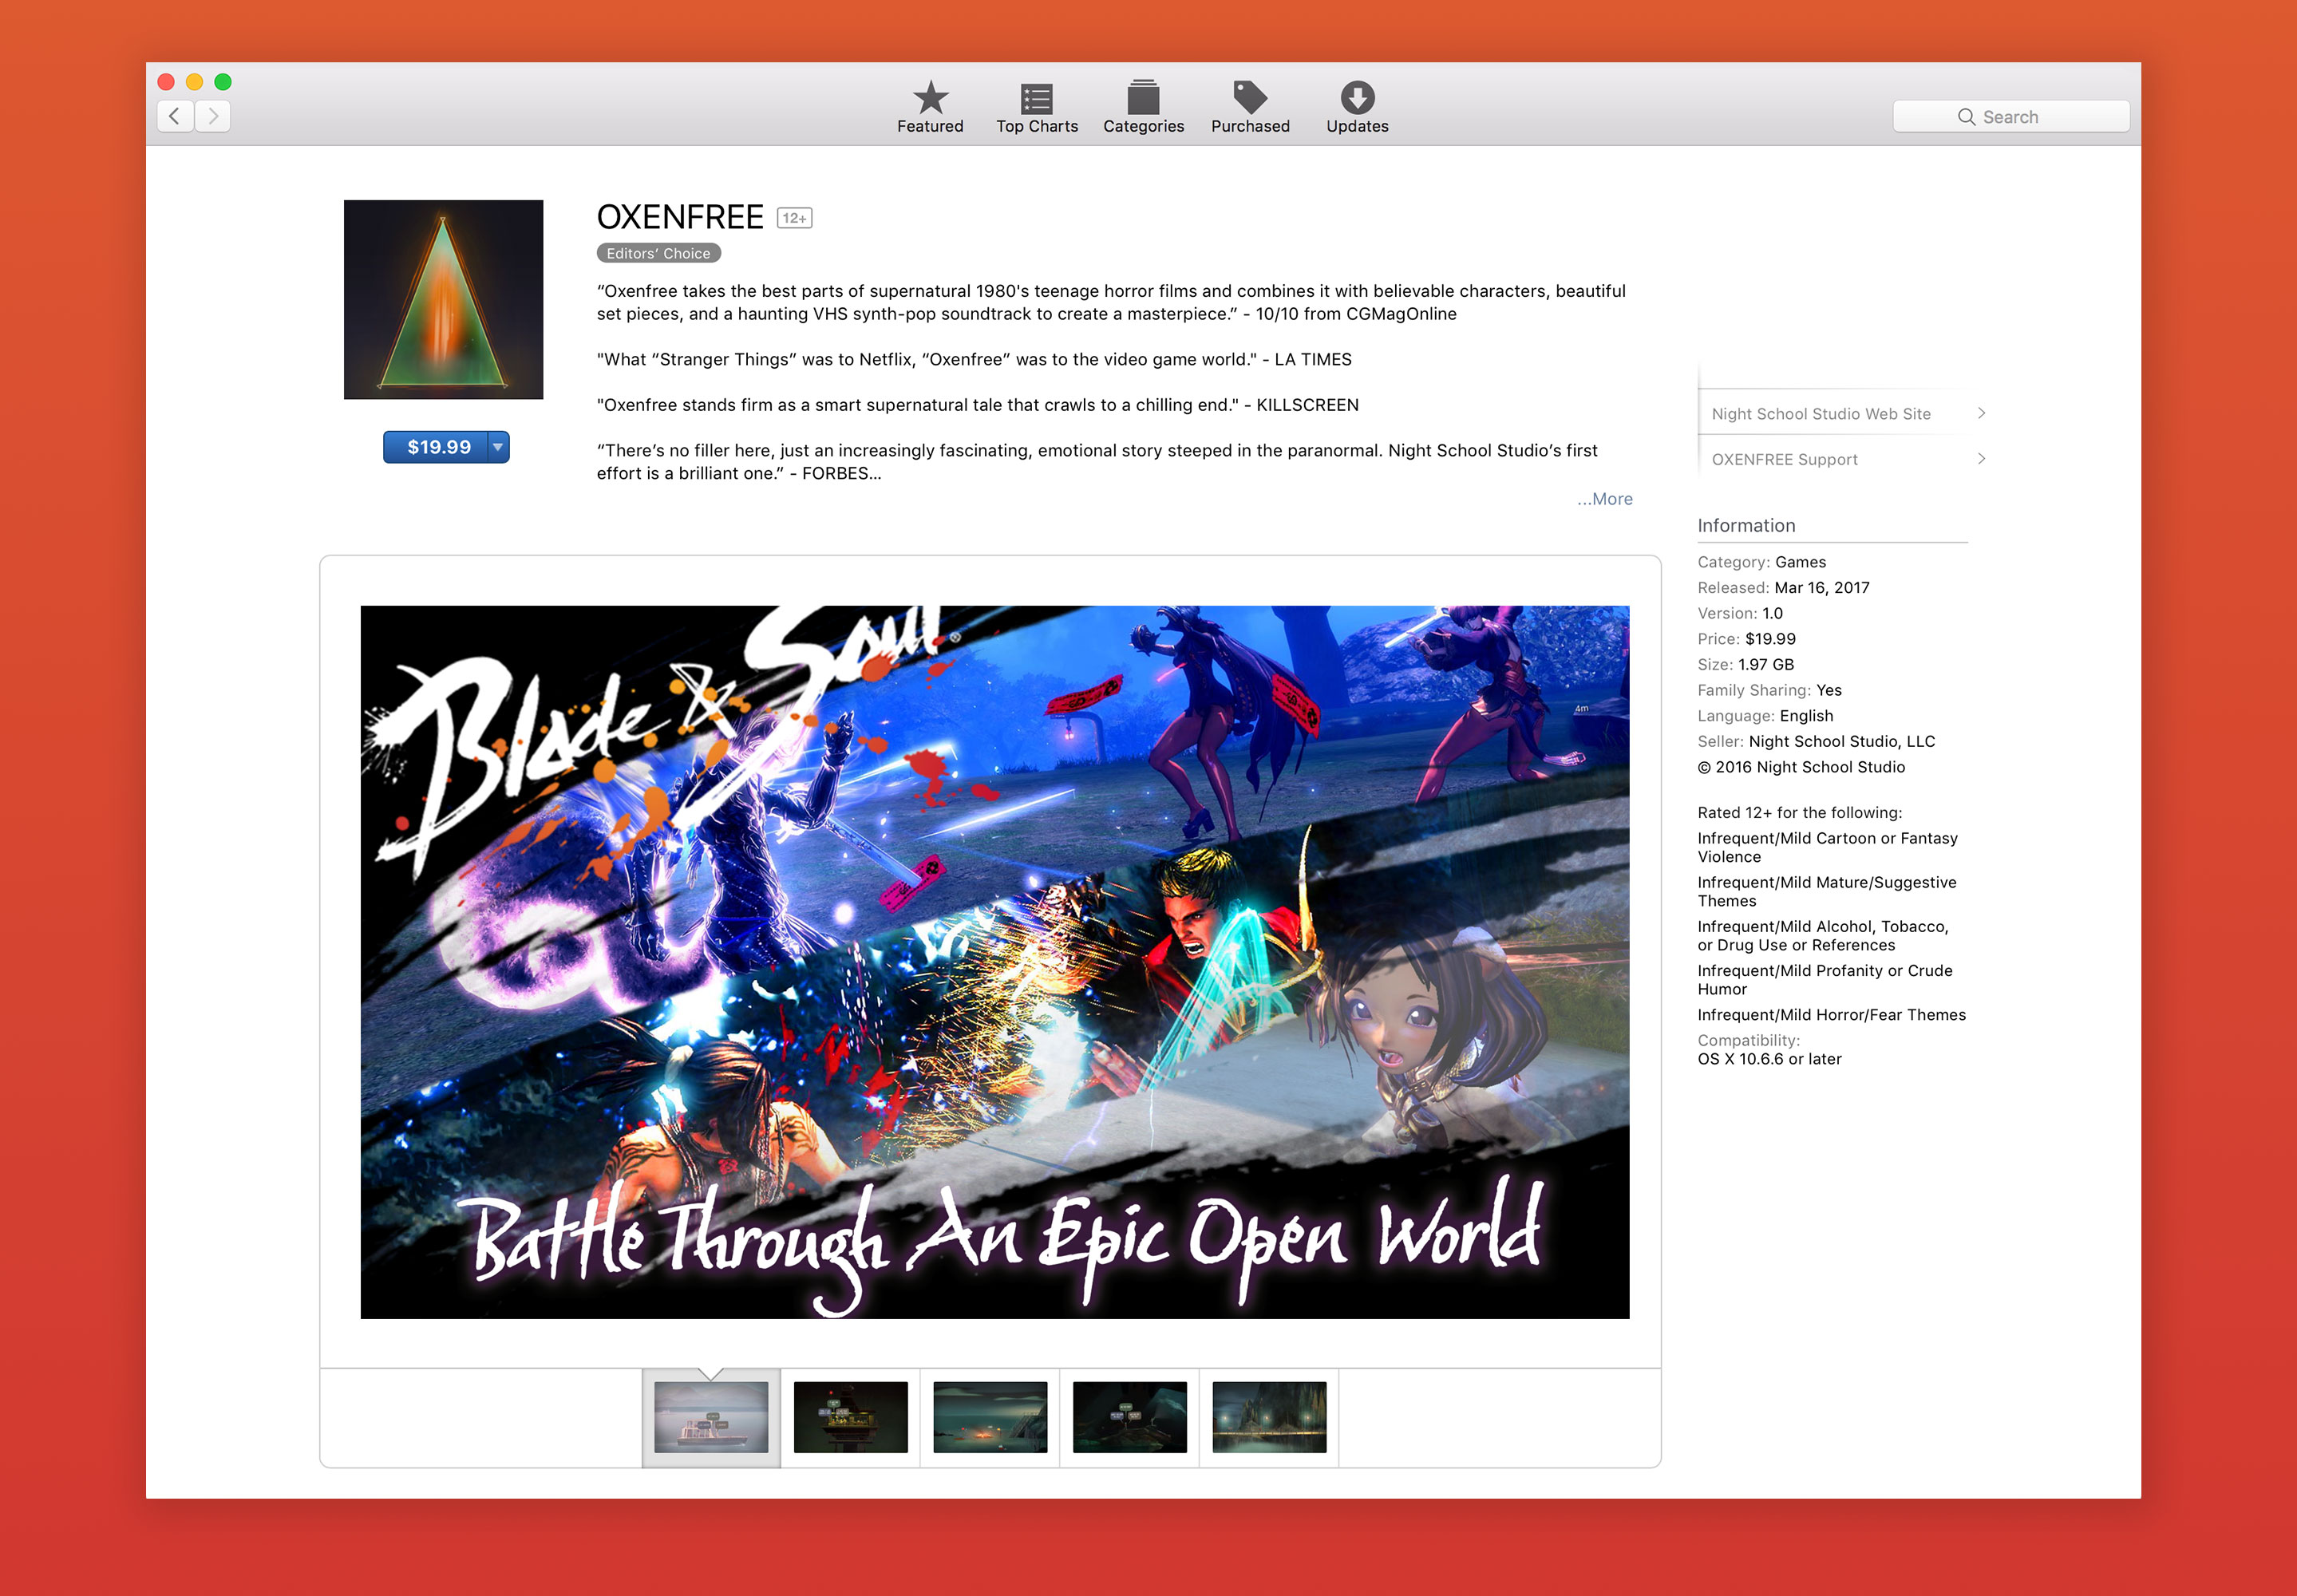 Featured
Top Charts
Categories
Purchased
Updates
Search
OXENFREE 12+
Editors’ Choice
“Oxenfree takes the best parts of supernatural 1980's teenage horror films and combines it with believable characters, beautiful
set pieces, and a haunting VHS synth-pop soundtrack to create a masterpiece.” - 10/10 from CGMagOnline
"What “Stranger Things” was to Netflix, “Oxenfree” was to the video game world." - LA TIMES
"Oxenfree stands firm as a smart supernatural tale that crawls to a chilling end." - KILLSCREEN
“There’s no filler here, just an increasingly fascinating, emotional story steeped in the paranormal. Night School Studio’s first
effort is a brilliant one.” - FORBES...
...More
$19.99
Night School Studio Web Site
OXENFREE Support
Information
Category: Games
Released: Mar 16, 2017
Version: 1.0
Price: $19.99
Size: 1.97 GB
Family Sharing: Yes
Language: English
Seller: Night School Studio, LLC
© 2016 Night School Studio
Rated 12+ for the following:
Infrequent/Mild Cartoon or Fantasy
Violence
Infrequent/Mild Mature/Suggestive
Themes
Infrequent/Mild Alcohol, Tobacco,
or Drug Use or References
Infrequent/Mild Profanity or Crude
Humor
Infrequent/Mild Horror/Fear Themes
Compatibility:
OS X 10.6.6 or later
Blade & Soul®
4m
Battle Through An Epic Open World